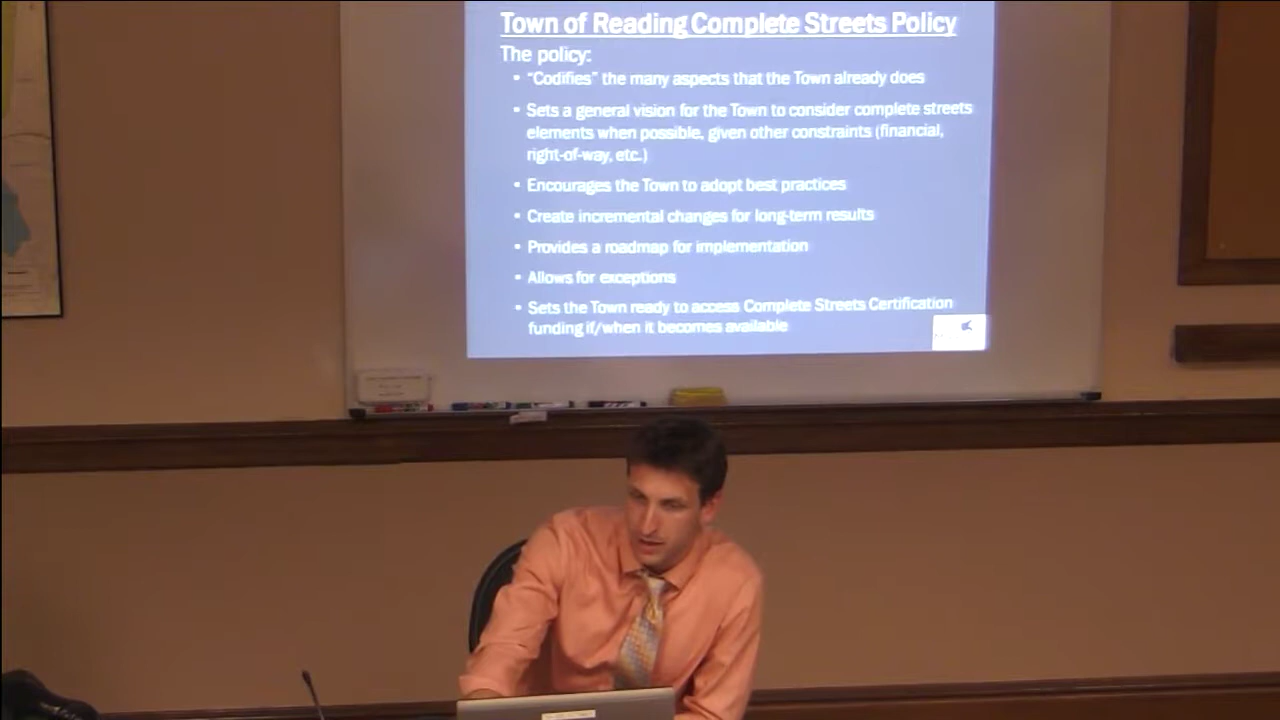 Town of Reading Complete Streets Policy
The policy:
• "Codifies" the many aspects that the Town already does
• Sets a general vision for the Town to consider complete streets
elements when possible, given other constraints (financial,
right-of-way, etc.)
• Encourages the Town to adopt best practices
• Create incremental changes for long-term results
• Provides a roadmap for implementation
• Allows for exceptions
• Sets the Town ready to access Complete Streets Certification
funding if/when it becomes available